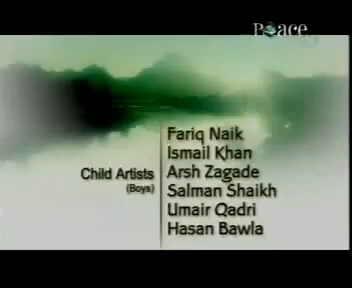 Peace
Child Artists
(Boys)
Fariq Naik
Ismail Khan
Arsh Zagade
Salman Shaikh
Umair Qadri
Hasan Bawla